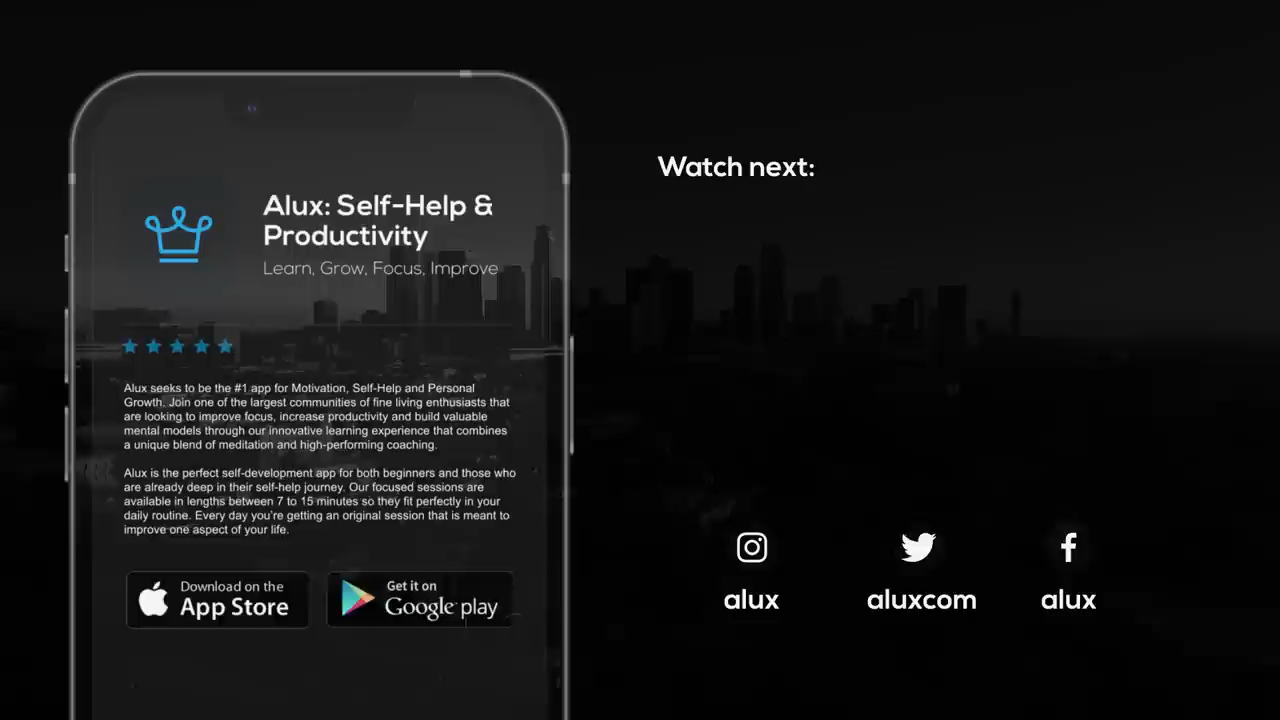 Alux: Self-Help &
Productivity
Learn, Grow, Focus, Improve
Alux seeks to be the #1 app for Motivation, Self-Help and Personal
Growth. Join one of the largest communities of fine living enthusiasts that
are looking to improve focus, increase productivity and build valuable
mental models through our innovative learning experience that combines
a unique blend of meditation and high-performing coaching.
Alux is the perfect self-development app for both beginners and those who
are already deep in their self-help journey. Our focused sessions are
available in lengths between 7 to 15 minutes so they fit perfectly in your
daily routine. Every day you're getting an original session that is meant to
improve one aspect of your life.
Download on the
App Store
Get it on
Google play
Watch next:
alux
aluxcom
alux